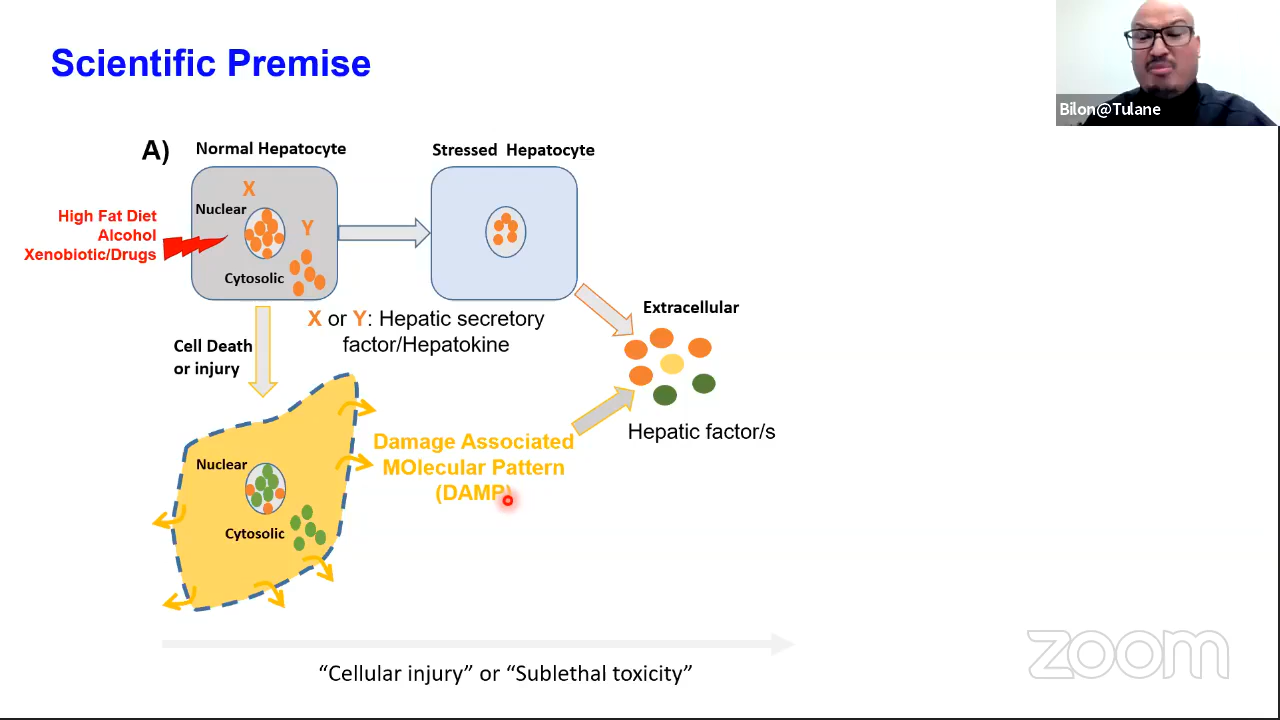 Scientific Premise
Bilon@Tulane
A)
Normal Hepatocyte
Stressed Hepatocyte
X
Nuclear
Y
High Fat Diet
Alcohol
Xenobiotic/Drugs
Cytosolic
Extracellular
X or Y: Hepatic secretory
factor/Hepatokine
Cell Death
or injury
Hepatic factor/s
Damage Associated
MOlecular Pattern
(DAMP)
Nuclear
Cytosolic
zoom
“Cellular injury” or “Sublethal toxicity”